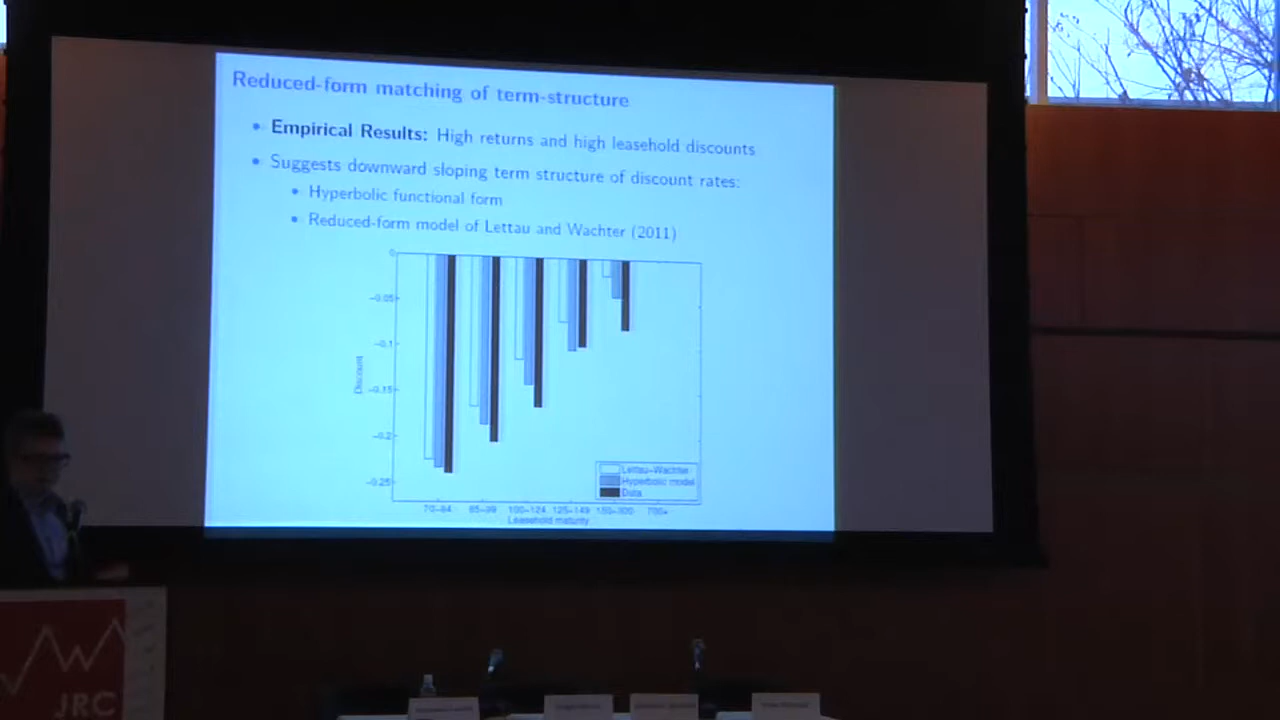 Reduced-form matching of term-structure
• Empirical Results: High returns and high leasehold discounts
• Suggests downward sloping term structure of discount rates:
• Hyperbolic functional form
• Reduced-form model of Lettau and Wachter (2011)
0
-0.05
-0.1
-0.15
-0.2
-0.25
Discount
Lettau-Wachter
Hyperbolic model
Data
70-84 85-99 100-124 125-149 150-300 700+
Leasehold maturity
JRC